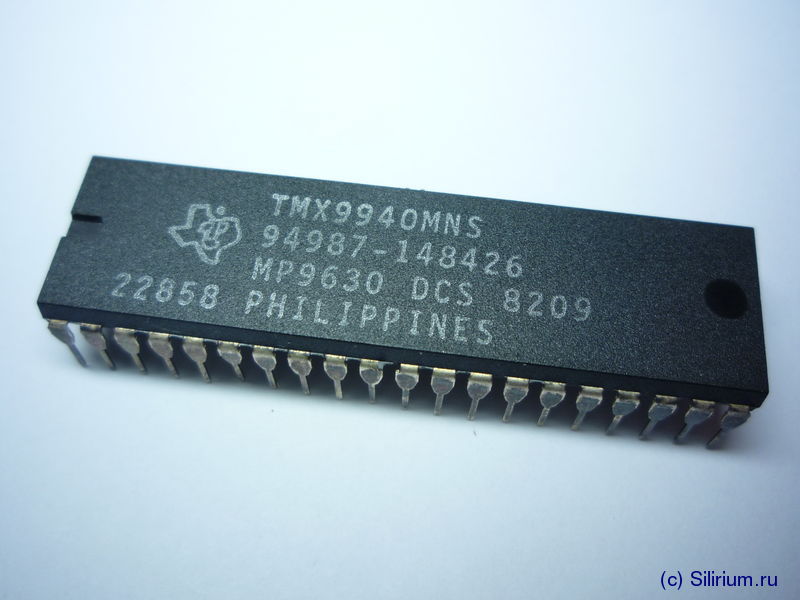 TMX9940MNS
94987-148426
MP9630 DCS 8209
22858 PHILIPPINES
(c) Silirium.ru